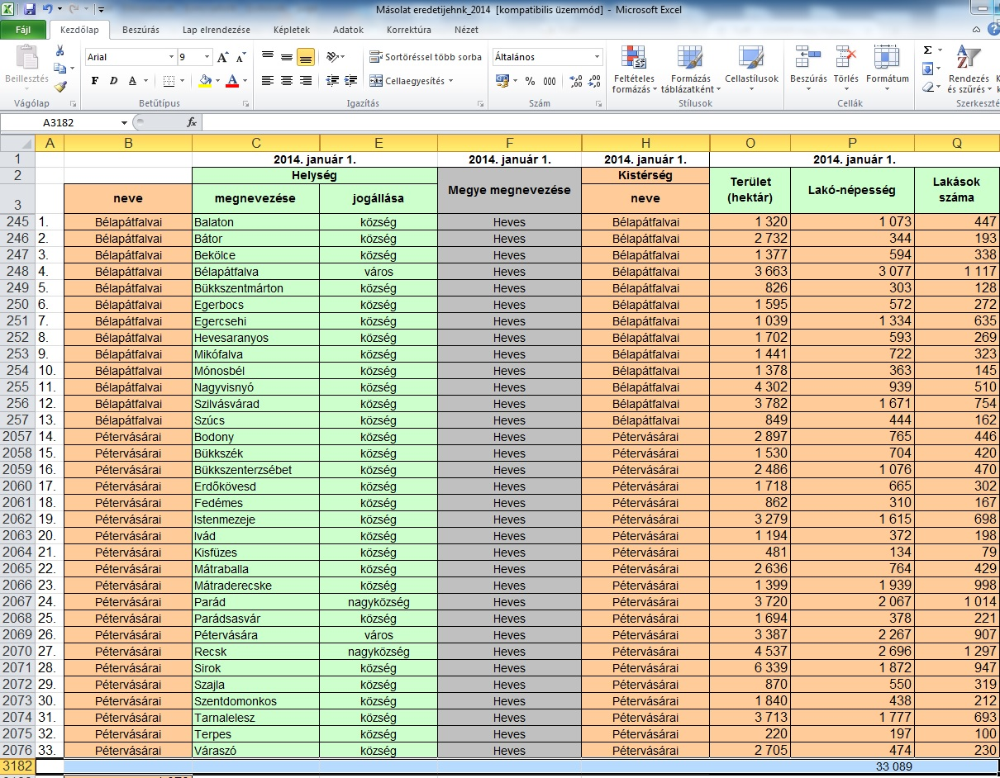 Másolat eredetijehnk_2014 [kompatibilis üzemmód] - Microsoft Excel
Fájl Kezdőlap Beszúrás Lap elrendezése Képletek Adatok Korrektúra Nézet
Arial 9 A A Sortöréssel több sorba Általános
Beillesztés F D A Cellaegyesítés % 000 Feltételes formázás Formázás táblázatként Cellastílusok Beszúrás Törlés Formátum Σ Rendezés és szűrés
Vágólap Betűtípus Igazítás Szám Stílusok Cellák Szerkeszté
A3182 fx
A B C E F H O P Q
1 2014. január 1. 2014. január 1. 2014. január 1. 2014. január 1.
2 Helység Megye megnevezése Kistérség Terület (hektár) Lakó-népesség Lakások száma
3 neve megnevezése jogállása neve
245 1. Bélapátfalvai Balaton község Heves Bélapátfalvai 1 320 1 073 447
246 2. Bélapátfalvai Bátor község Heves Bélapátfalvai 2 732 344 193
247 3. Bélapátfalvai Bekölce község Heves Bélapátfalvai 1 377 594 338
248 4. Bélapátfalvai Bélapátfalva város Heves Bélapátfalvai 3 663 3 077 1 117
249 5. Bélapátfalvai Bükkszentmárton község Heves Bélapátfalvai 826 303 128
250 6. Bélapátfalvai Egerbocs község Heves Bélapátfalvai 1 595 572 272
251 7. Bélapátfalvai Egercsehi község Heves Bélapátfalvai 1 039 1 334 635
252 8. Bélapátfalvai Hevesaranyos község Heves Bélapátfalvai 1 702 593 269
253 9. Bélapátfalvai Mikófalva község Heves Bélapátfalvai 1 441 722 323
254 10. Bélapátfalvai Mónosbél község Heves Bélapátfalvai 1 378 363 145
255 11. Bélapátfalvai Nagyvisnyó község Heves Bélapátfalvai 4 302 939 510
256 12. Bélapátfalvai Szilvásvárad község Heves Bélapátfalvai 3 782 1 671 754
257 13. Bélapátfalvai Szúcs község Heves Bélapátfalvai 849 444 162
2057 14. Pétervásárai Bodony község Heves Pétervásárai 2 897 765 446
2058 15. Pétervásárai Bükkszék község Heves Pétervásárai 1 530 704 420
2059 16. Pétervásárai Bükkszenterzsébet község Heves Pétervásárai 2 486 1 076 470
2060 17. Pétervásárai Erdőkövesd község Heves Pétervásárai 1 718 665 302
2061 18. Pétervásárai Fedémes község Heves Pétervásárai 862 310 167
2062 19. Pétervásárai Istenmezeje község Heves Pétervásárai 3 279 1 615 698
2063 20. Pétervásárai Ivád község Heves Pétervásárai 1 194 372 198
2064 21. Pétervásárai Kisfüzes község Heves Pétervásárai 481 134 79
2065 22. Pétervásárai Mátraballa község Heves Pétervásárai 2 636 764 429
2066 23. Pétervásárai Mátraderecske község Heves Pétervásárai 1 399 1 939 998
2067 24. Pétervásárai Parád nagyközség Heves Pétervásárai 3 720 2 067 1 014
2068 25. Pétervásárai Parádsasvár község Heves Pétervásárai 1 694 378 221
2069 26. Pétervásárai Pétervására város Heves Pétervásárai 3 387 2 267 907
2070 27. Pétervásárai Recsk nagyközség Heves Pétervásárai 4 537 2 696 1 297
2071 28. Pétervásárai Sirok község Heves Pétervásárai 6 339 1 872 947
2072 29. Pétervásárai Szajla község Heves Pétervásárai 870 550 319
2073 30. Pétervásárai Szentdomonkos község Heves Pétervásárai 1 840 438 212
2074 31. Pétervásárai Tarnalelesz község Heves Pétervásárai 3 713 1 777 693
2075 32. Pétervásárai Terpes község Heves Pétervásárai 220 197 100
2076 33. Pétervásárai Váraszó község Heves Pétervásárai 2 705 474 230
3182 33 089